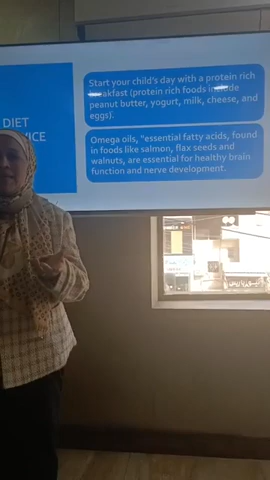 DIET
Start your child's day with a protein rich
breakfast (protein rich foods include
peanut butter, yogurt, milk, cheese, and
eggs).
Omega oils, "essential fatty acids, found
in foods like salmon, flax seeds and
walnuts, are essential for healthy brain
function and nerve development.